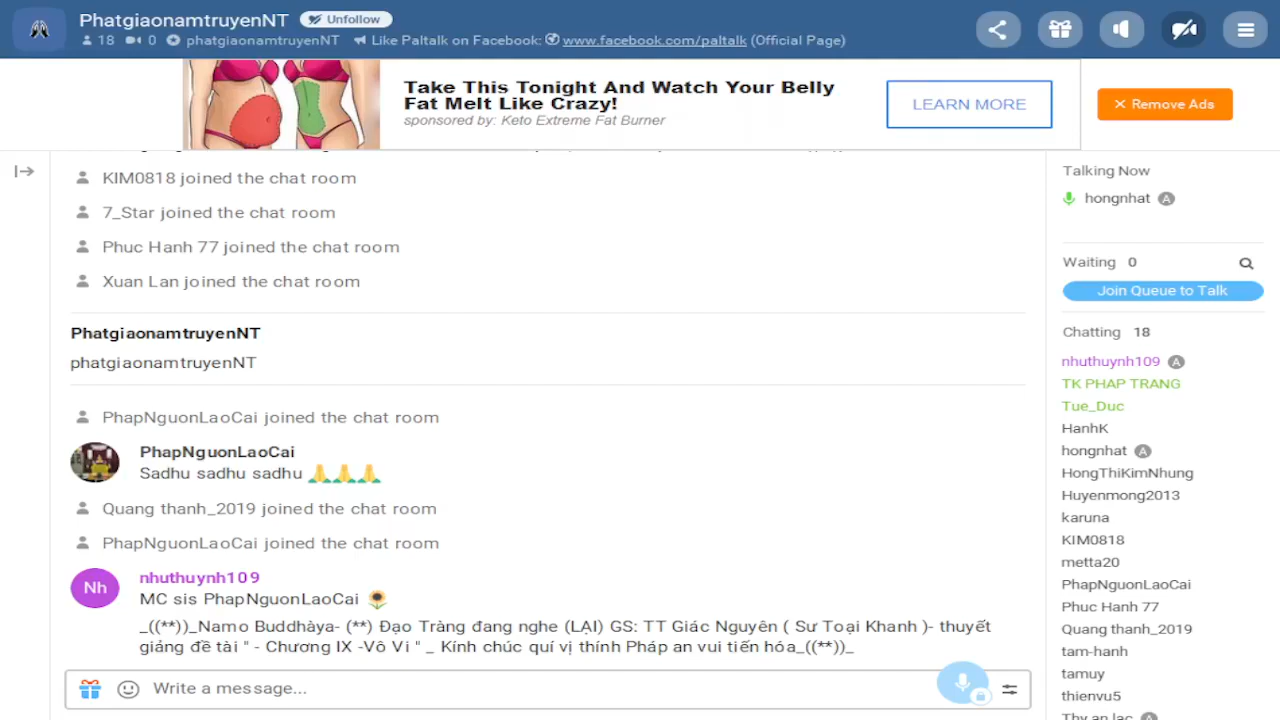 PhatgiaonamtruyenNT Unfollow
18 0 phatgiaonamtruyenNT Like Paltalk on Facebook: www.facebook.com/paltalk (Official Page)
Take This Tonight And Watch Your Belly
Fat Melt Like Crazy!
sponsored by: Keto Extreme Fat Burner
LEARN MORE
Remove Ads
KIM0818 joined the chat room
7_Star joined the chat room
Phuc Hanh 77 joined the chat room
Xuan Lan joined the chat room
PhatgiaonamtruyenNT
phatgiaonamtruyenNT
PhapNguonLaoCai joined the chat room
PhapNguonLaoCai
Sadhu sadhu sadhu 🙏🙏🙏
Quang thanh_2019 joined the chat room
PhapNguonLaoCai joined the chat room
Nh
nhuthuynh109
MC sis PhapNguonLaoCai 🌻
_((**))_Namo Buddhàya- (**) Đạo Tràng đang nghe (LẠI) GS: TT Giác Nguyên ( Sư Toại Khanh )- thuyết
giảng đề tài " - Chương IX -Vô Vi " _ Kính chúc quí vị thính Pháp an vui tiến hóa_((**))_
Write a message...
Talking Now
hongnhat A
Waiting 0
Join Queue to Talk
Chatting 18
nhuthuynh109 A
TK PHAP TRANG
Tue_Duc
HanhK
hongnhat A
HongThiKimNhung
Huyenmong2013
karuna
KIM0818
metta20
PhapNguonLaoCai
Phuc Hanh 77
Quang thanh_2019
tam-hanh
tamuy
thienvu5
Thy an lac A